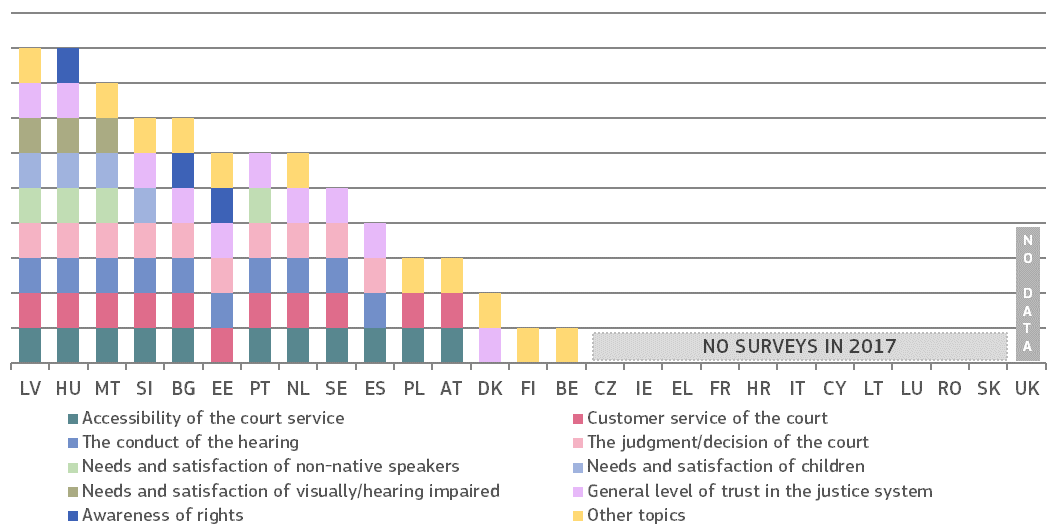 NO DATA
NO SURVEYS IN 2017
LV HU MT SI BG EE PT NL SE ES PL AT DK FI BE CZ IE EL FR HR IT CY LT LU RO SK UK
Accessibility of the court service
Customer service of the court
The conduct of the hearing
The judgment/decision of the court
Needs and satisfaction of non-native speakers
Needs and satisfaction of children
Needs and satisfaction of visually/hearing impaired
General level of trust in the justice system
Awareness of rights
Other topics